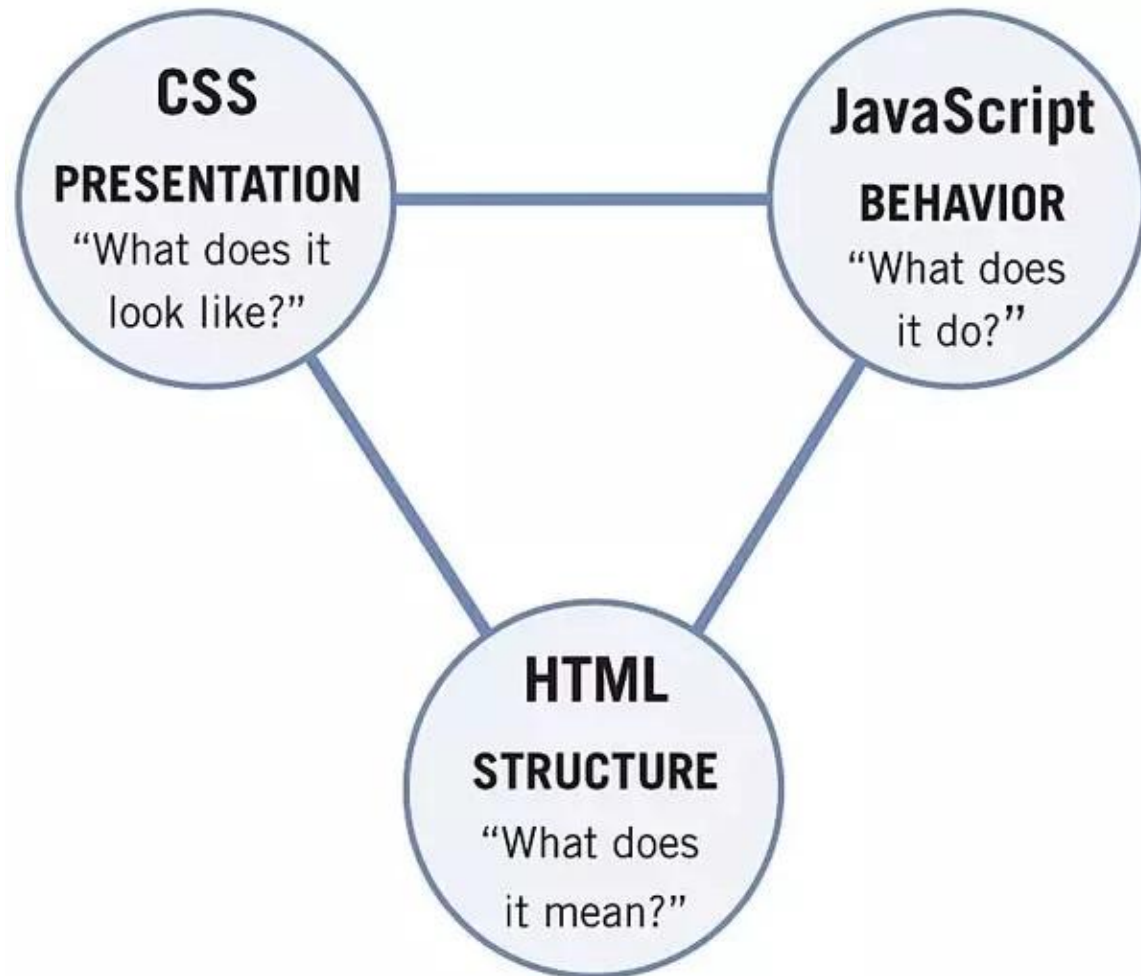 CSS
PRESENTATION
“What does it
look like?”
JavaScript
BEHAVIOR
“What does
it do?”
HTML
STRUCTURE
“What does
it mean?”